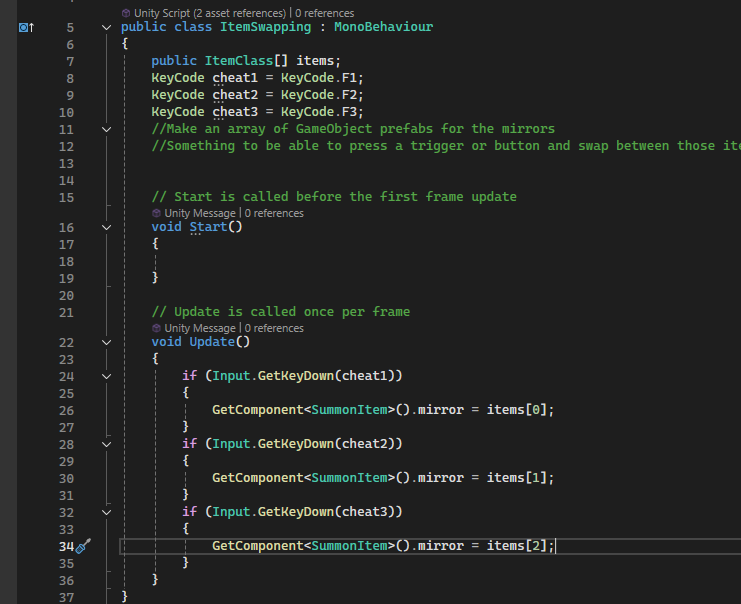 Unity Script (2 asset references) | 0 references
5 public class ItemSwapping : MonoBehaviour
6 {
7 public ItemClass[] items;
8 KeyCode cheat1 = KeyCode.F1;
9 KeyCode cheat2 = KeyCode.F2;
10 KeyCode cheat3 = KeyCode.F3;
11 //Make an array of GameObject prefabs for the mirrors
12 //Something to be able to press a trigger or button and swap between those ite
13
14
15 // Start is called before the first frame update
Unity Message | 0 references
16 void Start()
17 {
18
19 }
20
21 // Update is called once per frame
Unity Message | 0 references
22 void Update()
23 {
24 if (Input.GetKeyDown(cheat1))
25 {
26 GetComponent<SummonItem>().mirror = items[0];
27 }
28 if (Input.GetKeyDown(cheat2))
29 {
30 GetComponent<SummonItem>().mirror = items[1];
31 }
32 if (Input.GetKeyDown(cheat3))
33 {
34 GetComponent<SummonItem>().mirror = items[2];
35 }
36 }
37 }